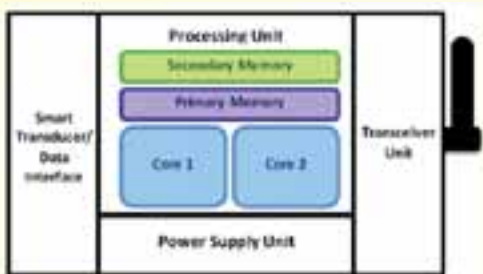 Processing Unit
Secondary Memory
Primary Memory
Smart
Transducer/
Data
Interface
Core 1
Core 2
Transceiver
Unit
Power Supply Unit